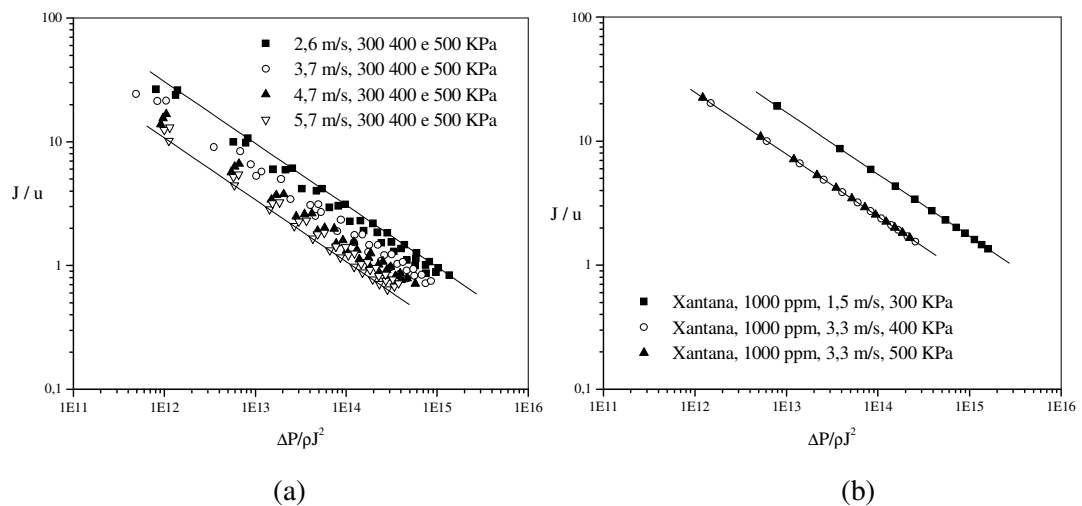 100
10
1
0,1
J / u
1E11 1E12 1E13 1E14 1E15 1E16
ΔP/ρJ²
2,6 m/s, 300 400 e 500 KPa
3,7 m/s, 300 400 e 500 KPa
4,7 m/s, 300 400 e 500 KPa
5,7 m/s, 300 400 e 500 KPa
(a)
100
10
1
0,1
J / u
1E11 1E12 1E13 1E14 1E15 1E16
ΔP/ρJ²
Xantana, 1000 ppm, 1,5 m/s, 300 KPa
Xantana, 1000 ppm, 3,3 m/s, 400 KPa
Xantana, 1000 ppm, 3,3 m/s, 500 KPa
(b)